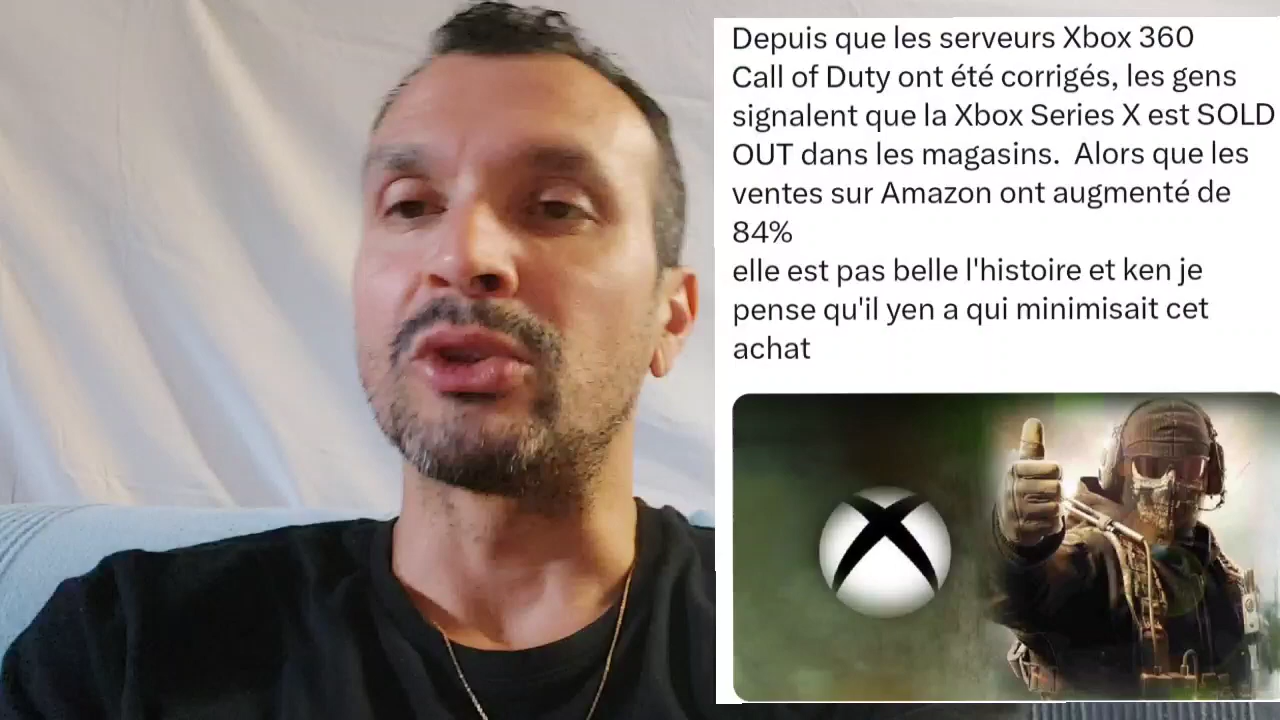 Depuis que les serveurs Xbox 360
Call of Duty ont été corrigés, les gens
signalent que la Xbox Series X est SOLD
OUT dans les magasins.  Alors que les
ventes sur Amazon ont augmenté de
84%
elle est pas belle l'histoire et ken je
pense qu'il yen a qui minimisait cet
achat